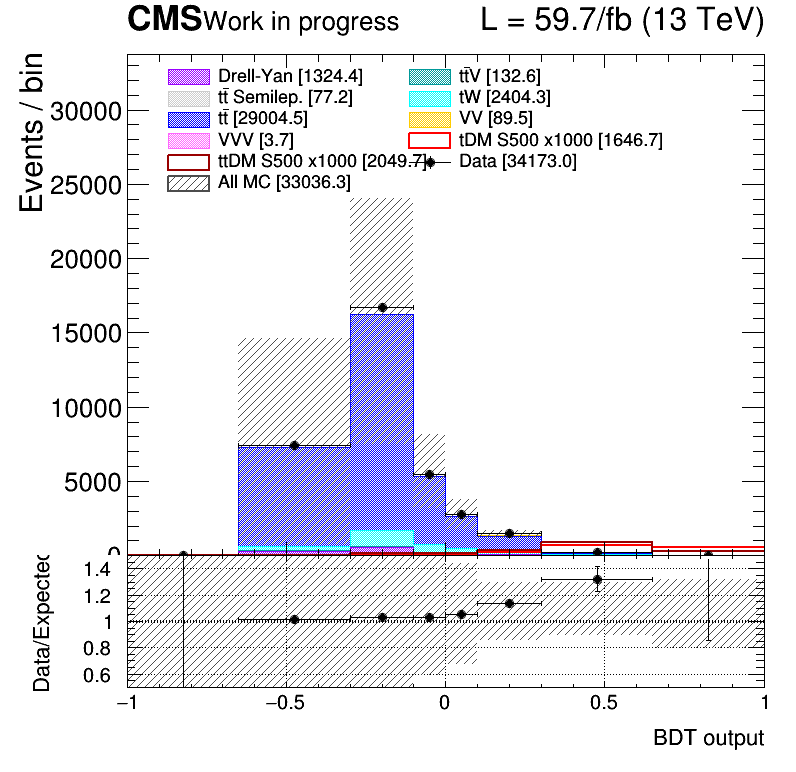 CMS Work in progress L = 59.7/fb (13 TeV)
Events / bin
Drell-Yan [1324.4] tt̄V [132.6]
tt̄ Semilep. [77.2] tW [2404.3]
tt̄ [29004.5] VV [89.5]
VVV [3.7] tDM S500 x1000 [1646.7]
ttDM S500 x1000 [2049.7] Data [34173.0]
All MC [33036.3]
30000
25000
20000
15000
10000
5000
0
Data/Expected
1.4
1.2
1
0.8
0.6
−1 −0.5 0 0.5 1
BDT output